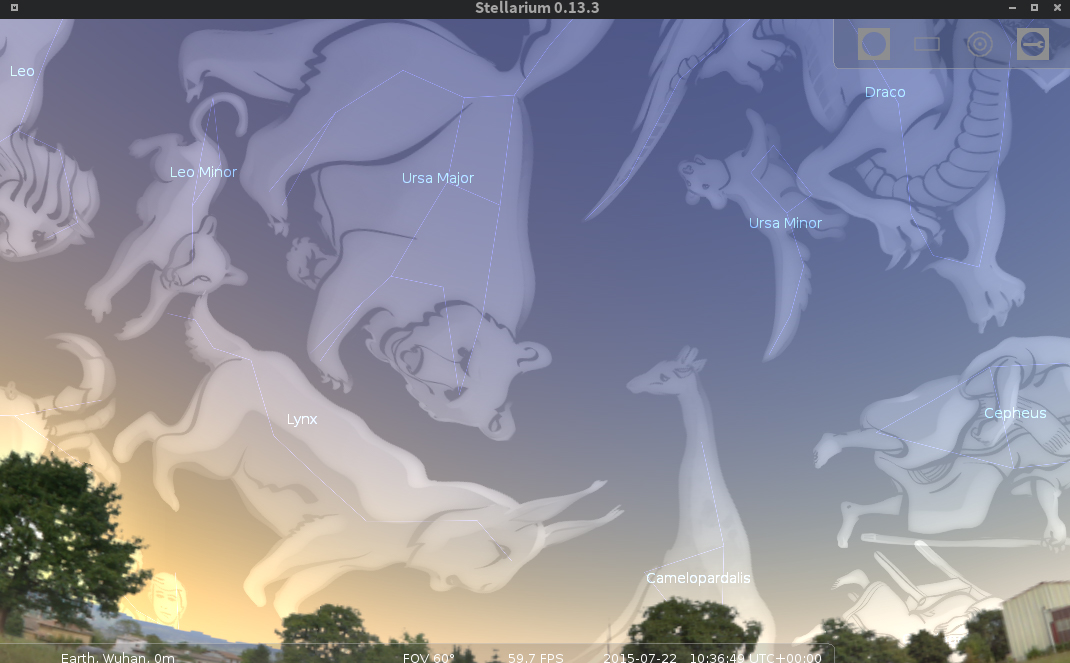 Stellarium 0.13.3
Leo
Draco
Leo Minor
Ursa Major
Ursa Minor
Lynx
Cepheus
Camelopardalis
Earth, Wuhan, 0m FOV 60° 59.7 FPS 2015-07-22 10:36:49 UTC+00:00